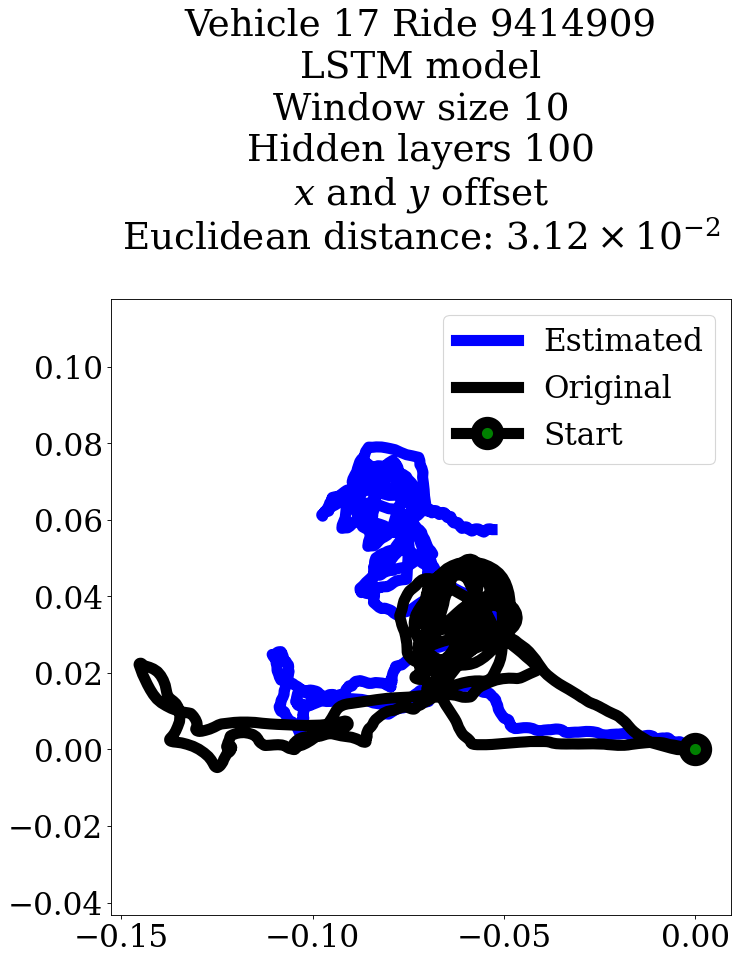 Vehicle 17 Ride 9414909
LSTM model
Window size 10
Hidden layers 100
x and y offset
Euclidean distance: 3.12 × 10⁻²
Estimated
Original
Start
0.10
0.08
0.06
0.04
0.02
0.00
−0.02
−0.04
−0.15 −0.10 −0.05 0.00